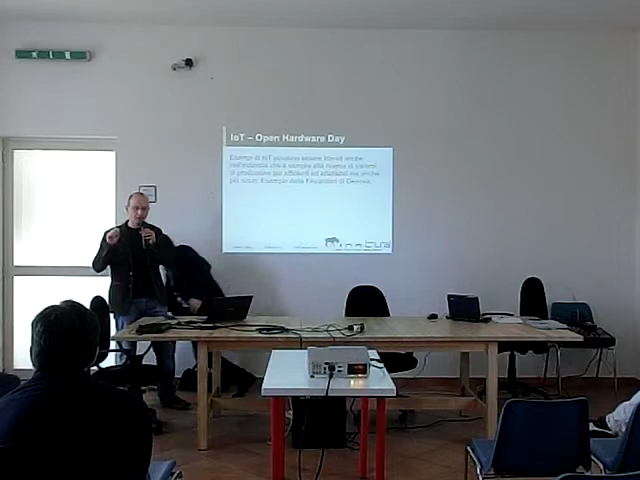 IoT – Open Hardware Day
Esempi di IoT possono essere trovati anche
nell'industria che è sempre alla ricerca di sistemi
di produzione più efficienti ed adattabili ma anche
più sicuri. Esempio della Fincantieri di Genova.